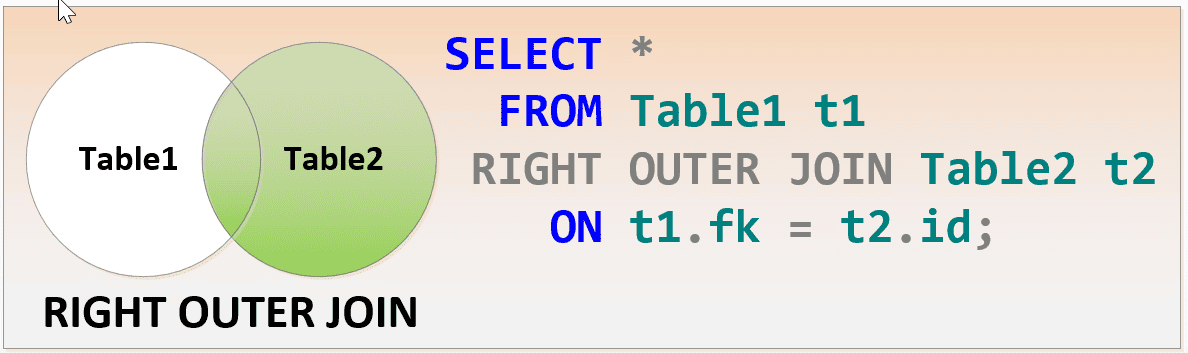 Table1
Table2
RIGHT OUTER JOIN
SELECT *
FROM Table1 t1
RIGHT OUTER JOIN Table2 t2
ON t1.fk = t2.id;